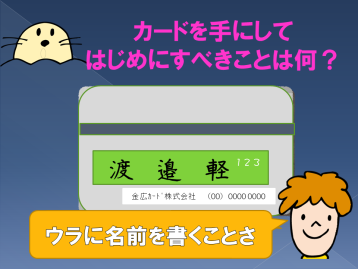 カードを手にして
はじめにすべきことは何？
渡 邉 軽 １２３
金広ｶｰﾄﾞ株式会社 （00）00000000
ウラに名前を書くことさ